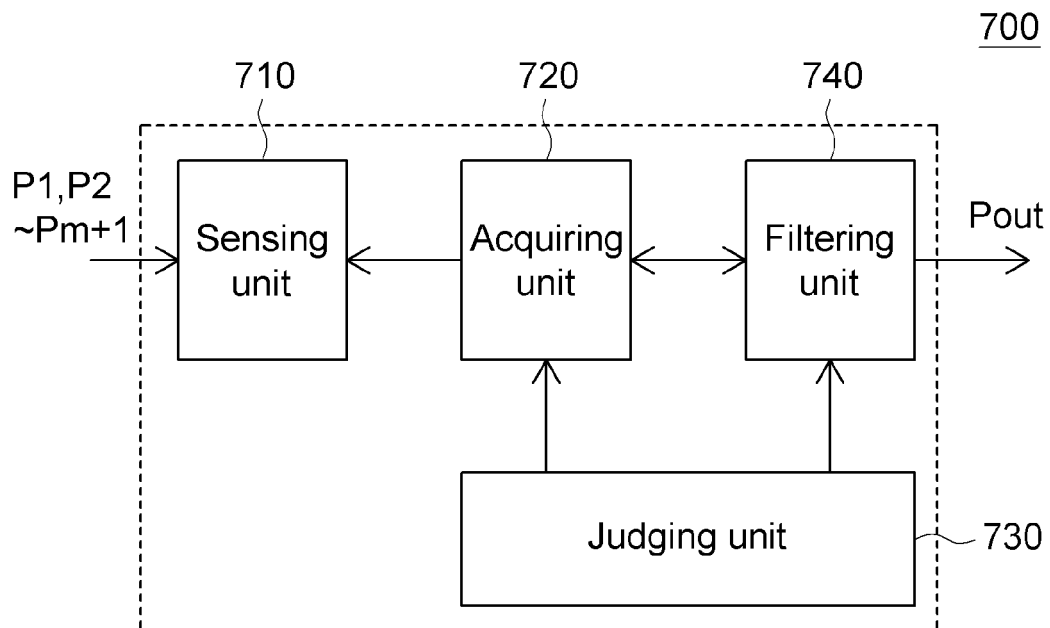 700
710
720
740
P1,P2
~Pm+1
Sensing
unit
Acquiring
unit
Filtering
unit
Pout
Judging unit
730